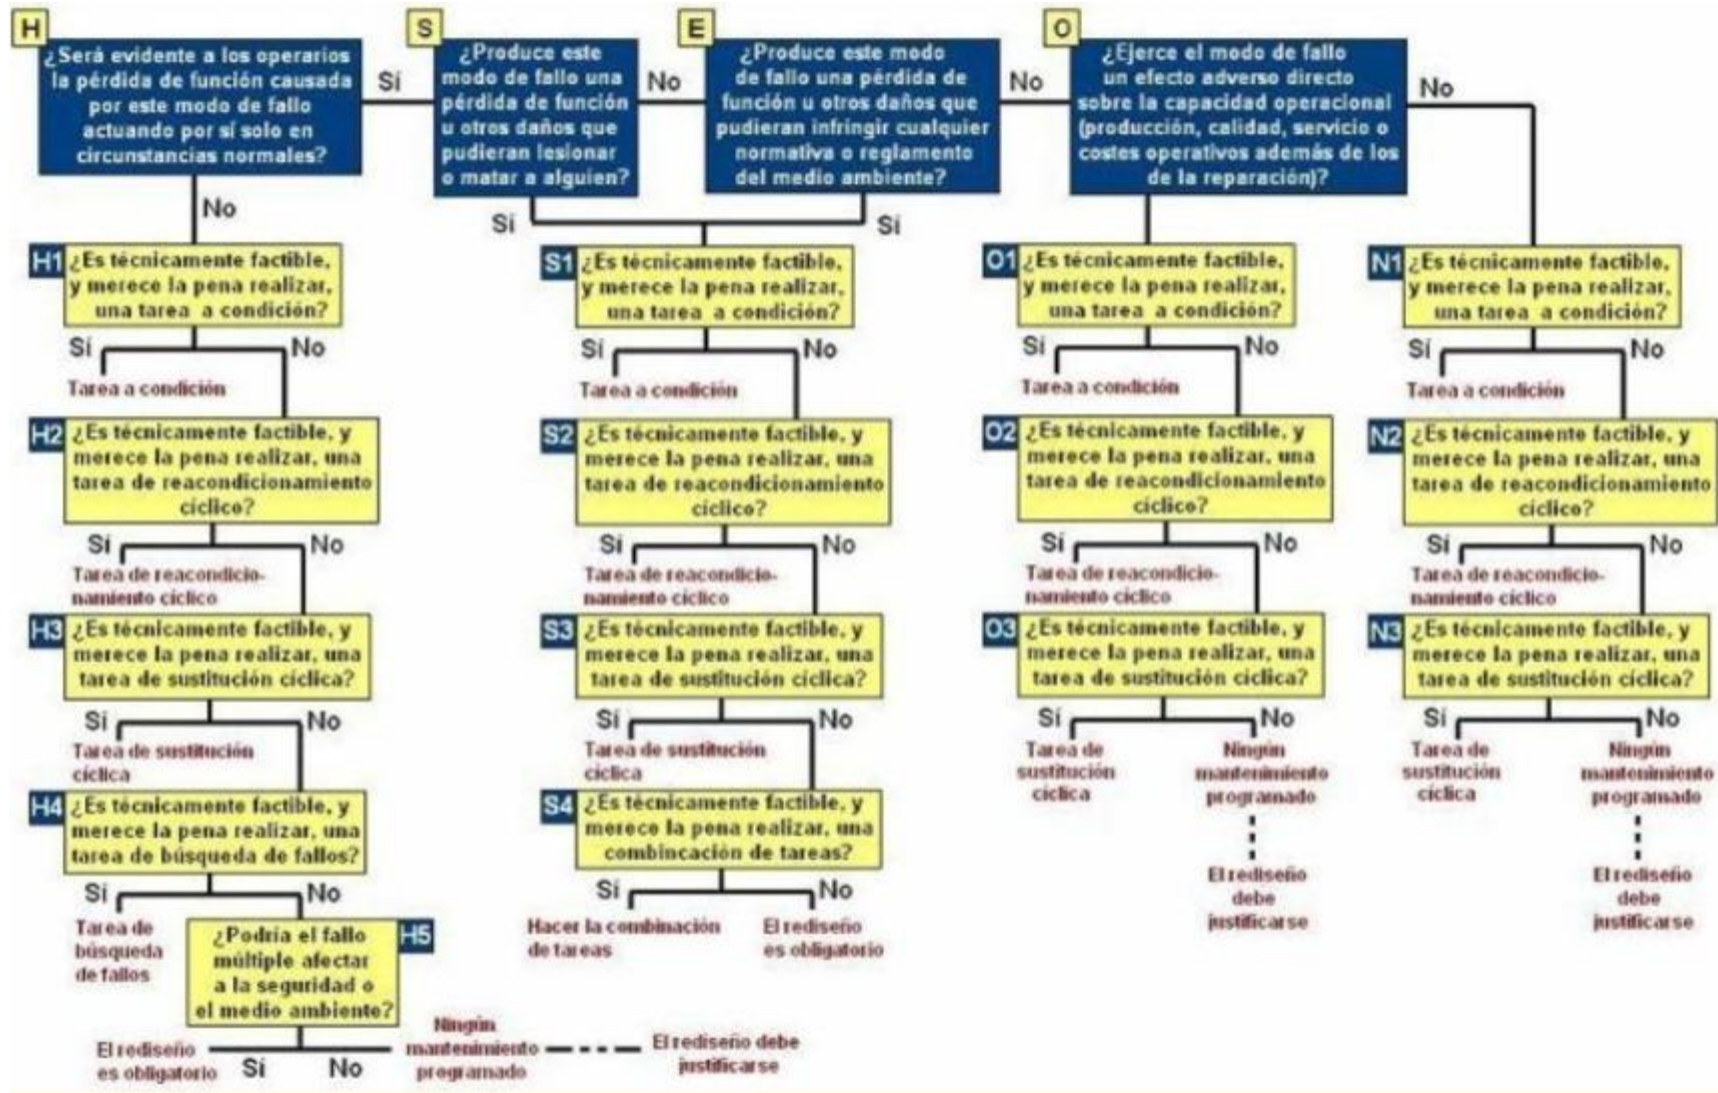 H
¿Será evidente a los operarios
la pérdida de función causada
por este modo de fallo
actuando por sí solo en
circunstancias normales?
Sí
No
S
¿Produce este
modo de fallo una
pérdida de función
u otros daños que
pudieran lesionar
o matar a alguien?
No
Sí
E
¿Produce este modo
de fallo una pérdida de
función u otros daños que
pudieran infringir cualquier
normativa o reglamento
del medio ambiente?
No
Sí
O
¿Ejerce el modo de fallo
un efecto adverso directo
sobre la capacidad operacional
(producción, calidad, servicio o
costes operativos además de los
de la reparación)?
No
H1
¿Es técnicamente factible,
y merece la pena realizar,
una tarea a condición?
Sí
No
Tarea a condición
H2
¿Es técnicamente factible, y
merece la pena realizar, una
tarea de reacondicionamiento
cíclico?
Sí
No
Tarea de reacondicio-
namiento cíclico
H3
¿Es técnicamente factible, y
merece la pena realizar, una
tarea de sustitución cíclica?
Sí
No
Tarea de sustitución
cíclica
H4
¿Es técnicamente factible, y
merece la pena realizar, una
tarea de búsqueda de fallos?
Sí
No
Tarea de
búsqueda
de fallos
H5
¿Podría el fallo
múltiple afectar
a la seguridad o
el medio ambiente?
El rediseño
es obligatorio
Sí
No
Ningún
mantenimiento
programado
El rediseño debe
justificarse
S1
¿Es técnicamente factible,
y merece la pena realizar,
una tarea a condición?
Sí
No
Tarea a condición
S2
¿Es técnicamente factible, y
merece la pena realizar, una
tarea de reacondicionamiento
cíclico?
Sí
No
Tarea de reacondicio-
namiento cíclico
S3
¿Es técnicamente factible, y
merece la pena realizar, una
tarea de sustitución cíclica?
Sí
No
Tarea de sustitución
cíclica
S4
¿Es técnicamente factible, y
merece la pena realizar, una
combincación de tareas?
Sí
No
Hacer la combinación
de tareas
El rediseño
es obligatorio
O1
¿Es técnicamente factible,
y merece la pena realizar,
una tarea a condición?
Sí
No
Tarea a condición
O2
¿Es técnicamente factible, y
merece la pena realizar, una
tarea de reacondicionamiento
cíclico?
Sí
No
Tarea de reacondicio-
namiento cíclico
O3
¿Es técnicamente factible, y
merece la pena realizar, una
tarea de sustitución cíclica?
Sí
No
Tarea de
sustitución
cíclica
Ningún
mantenimiento
programado
El rediseño
debe
justificarse
N1
¿Es técnicamente factible,
y merece la pena realizar,
una tarea a condición?
Sí
No
Tarea a condición
N2
¿Es técnicamente factible, y
merece la pena realizar, una
tarea de reacondicionamiento
cíclico?
Sí
No
Tarea de reacondicio-
namiento cíclico
N3
¿Es técnicamente factible, y
merece la pena realizar, una
tarea de sustitución cíclica?
Sí
No
Tarea de
sustitución
cíclica
Ningún
mantenimiento
programado
El rediseño
debe
justificarse